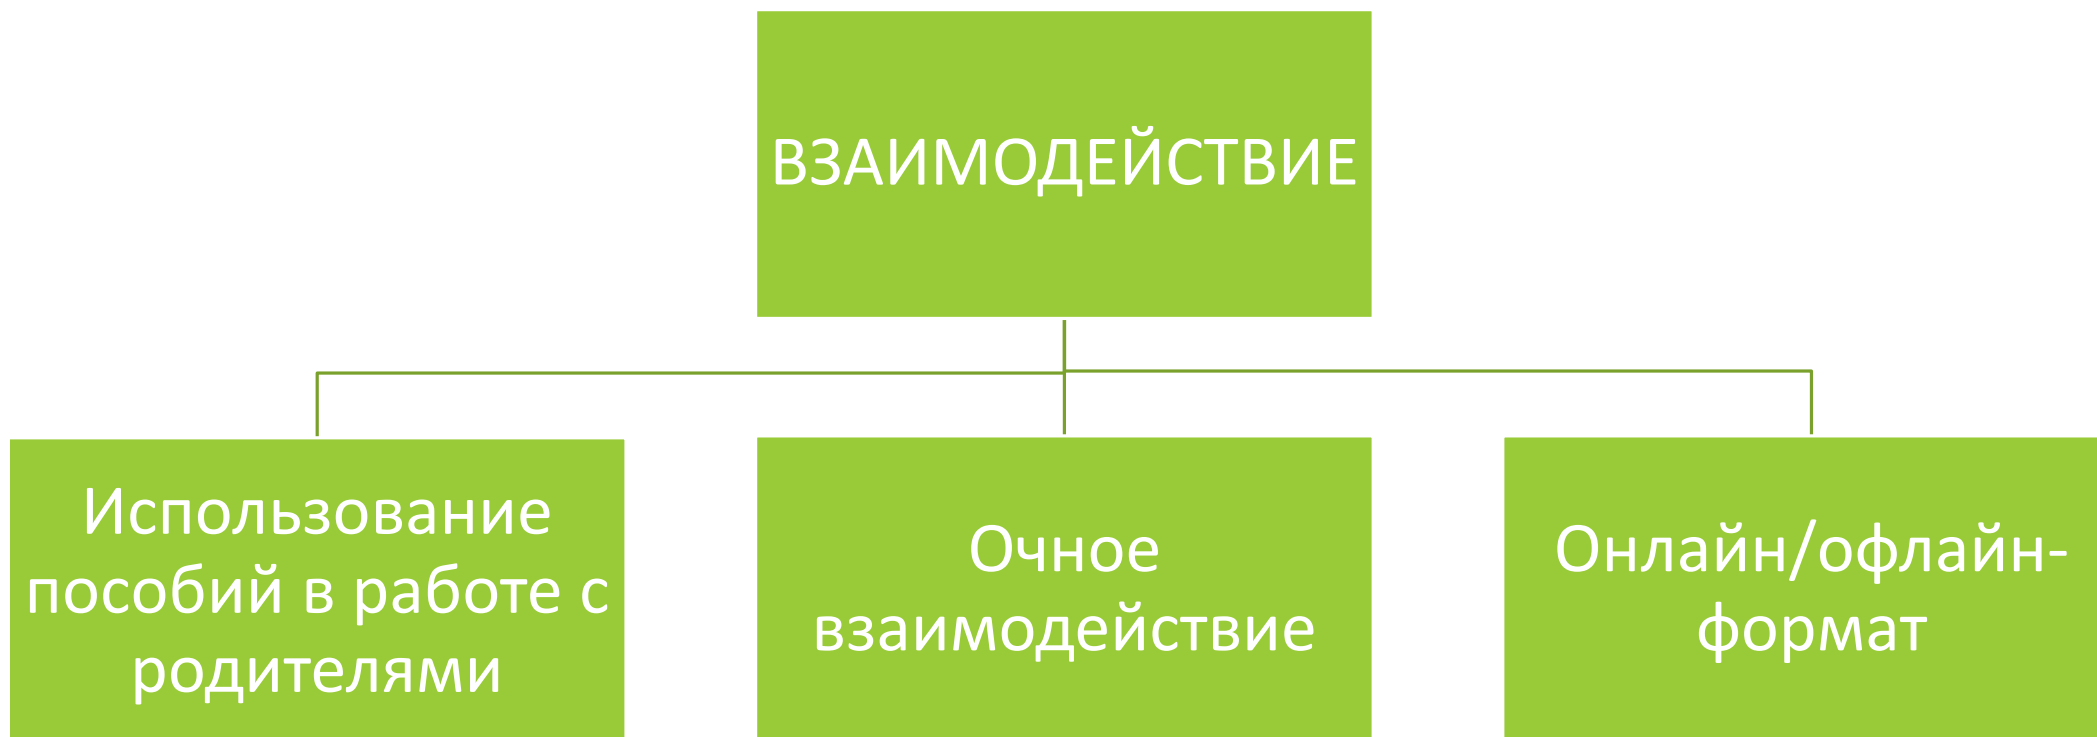 ВЗАИМОДЕЙСТВИЕ
Использование
пособий в работе с
родителями
Очное
взаимодействие
Онлайн/офлайн-
формат